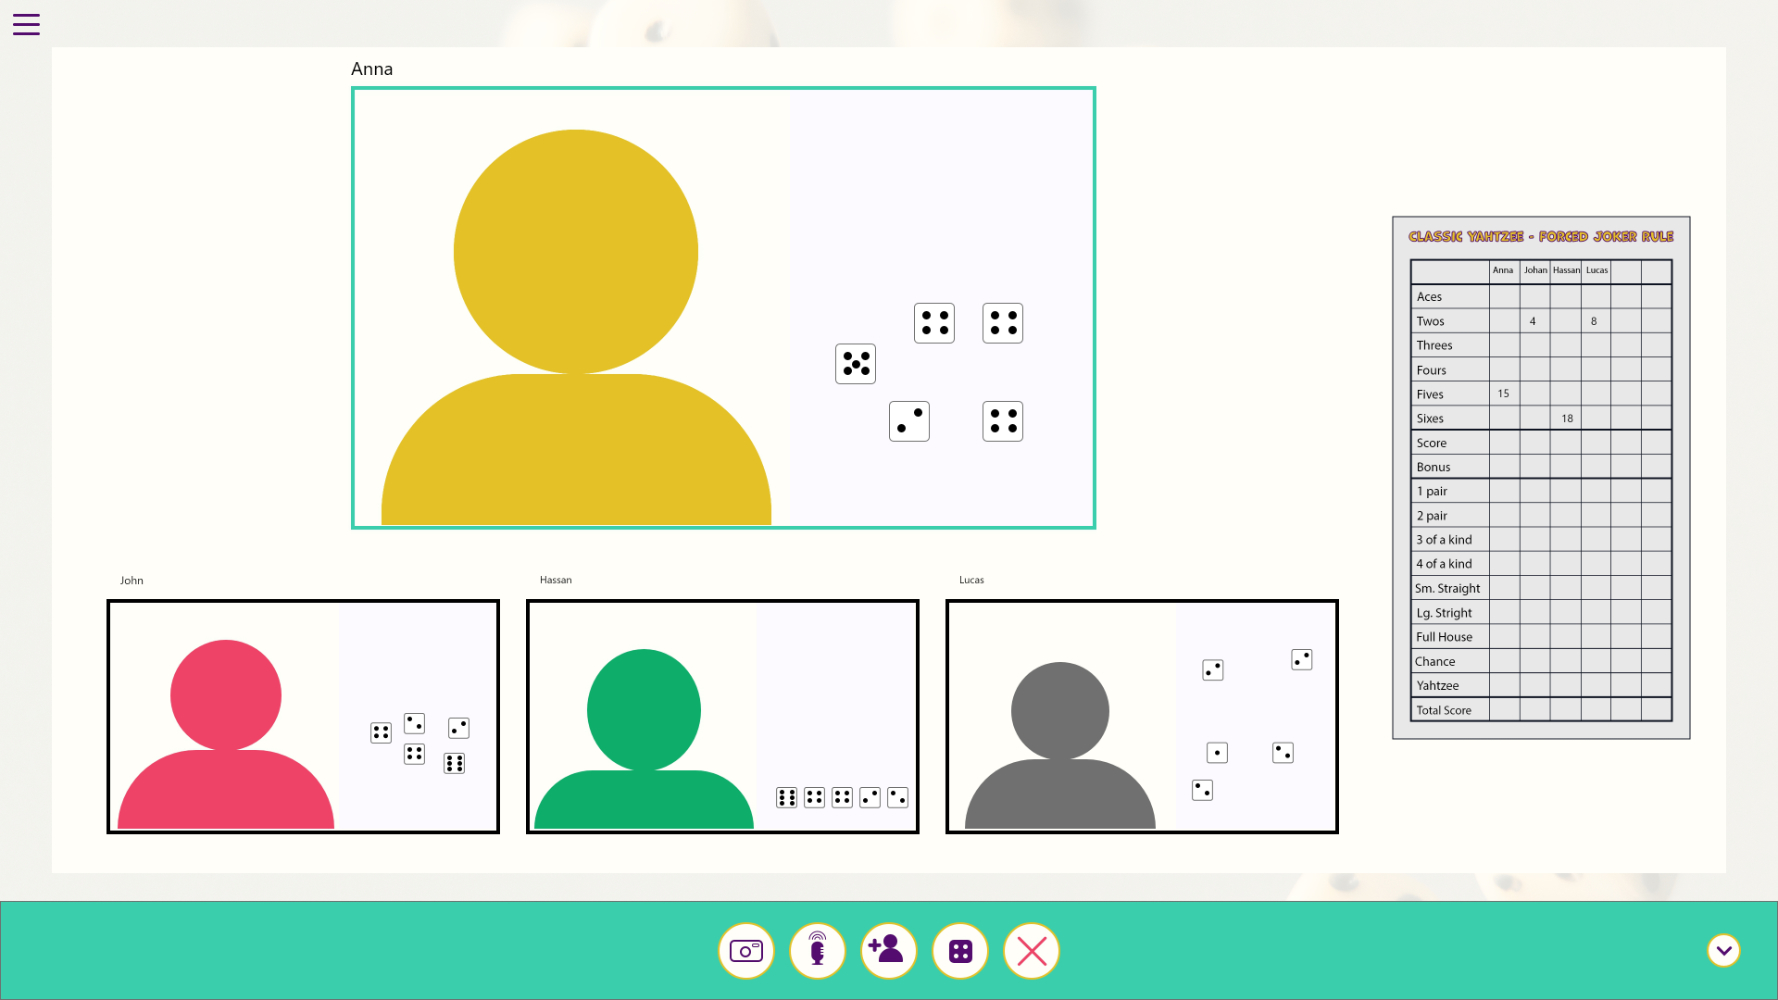 Anna
John
Hassan
Lucas
CLASSIC YAHTZEE - FORCED JOKER RULE
Anna Johan Hassan Lucas
Aces
Twos 4 8
Threes
Fours
Fives 15
Sixes 18
Score
Bonus
1 pair
2 pair
3 of a kind
4 of a kind
Sm. Straight
Lg. Stright
Full House
Chance
Yahtzee
Total Score